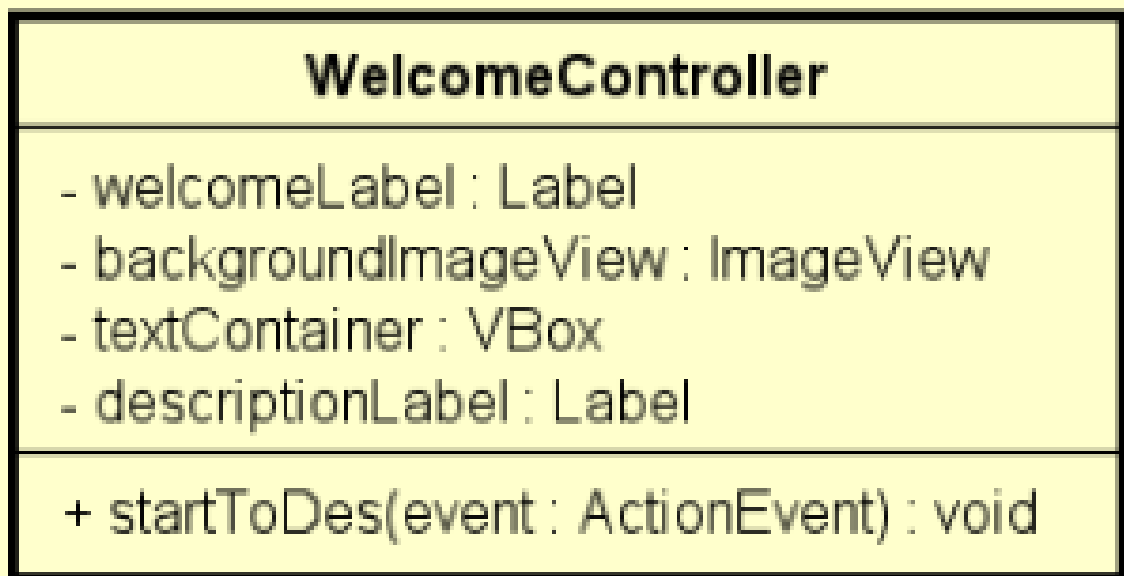 WelcomeController
- welcomeLabel : Label
- backgroundImageView : ImageView
- textContainer : VBox
- descriptionLabel : Label
+ startToDes(event : ActionEvent) : void